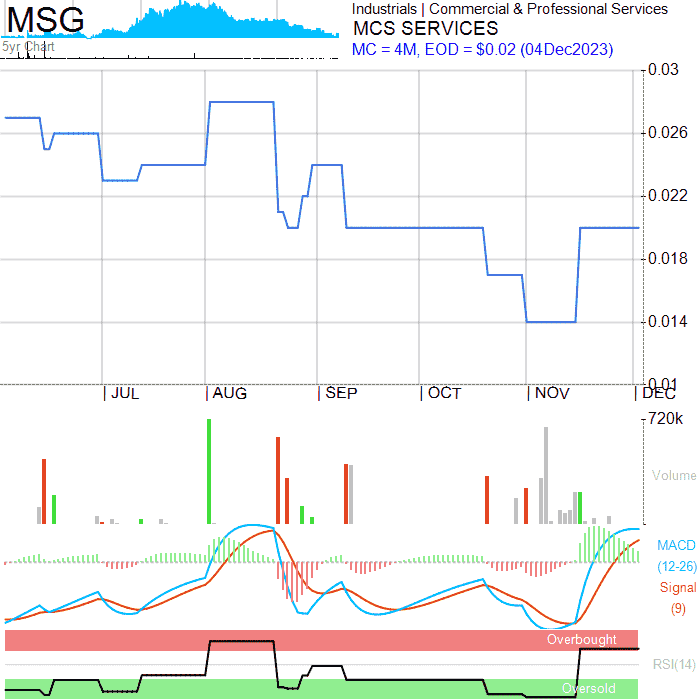 MSG
5yr Chart
Industrials | Commercial & Professional Services
MCS SERVICES
MC = 4M, EOD = $0.02 (04Dec2023)
0.03
0.026
0.022
0.018
0.014
0.01
JUL AUG SEP OCT NOV DEC
720k
Volume
MACD
(12-26)
Signal
(9)
Overbought
RSI(14)
Oversold